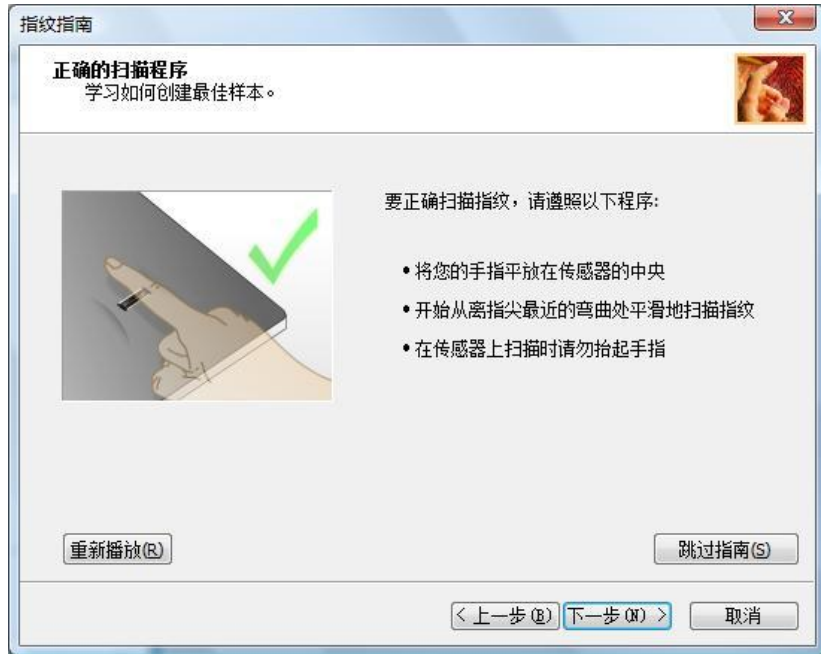 指纹指南
正确的扫描程序
学习如何创建最佳样本。
要正确扫描指纹，请遵照以下程序:
•将您的手指平放在传感器的中央
•开始从离指尖最近的弯曲处平滑地扫描指纹
•在传感器上扫描时请勿抬起手指
重新播放(R)
跳过指南(S)
< 上一步(B)
下一步(N) >
取消